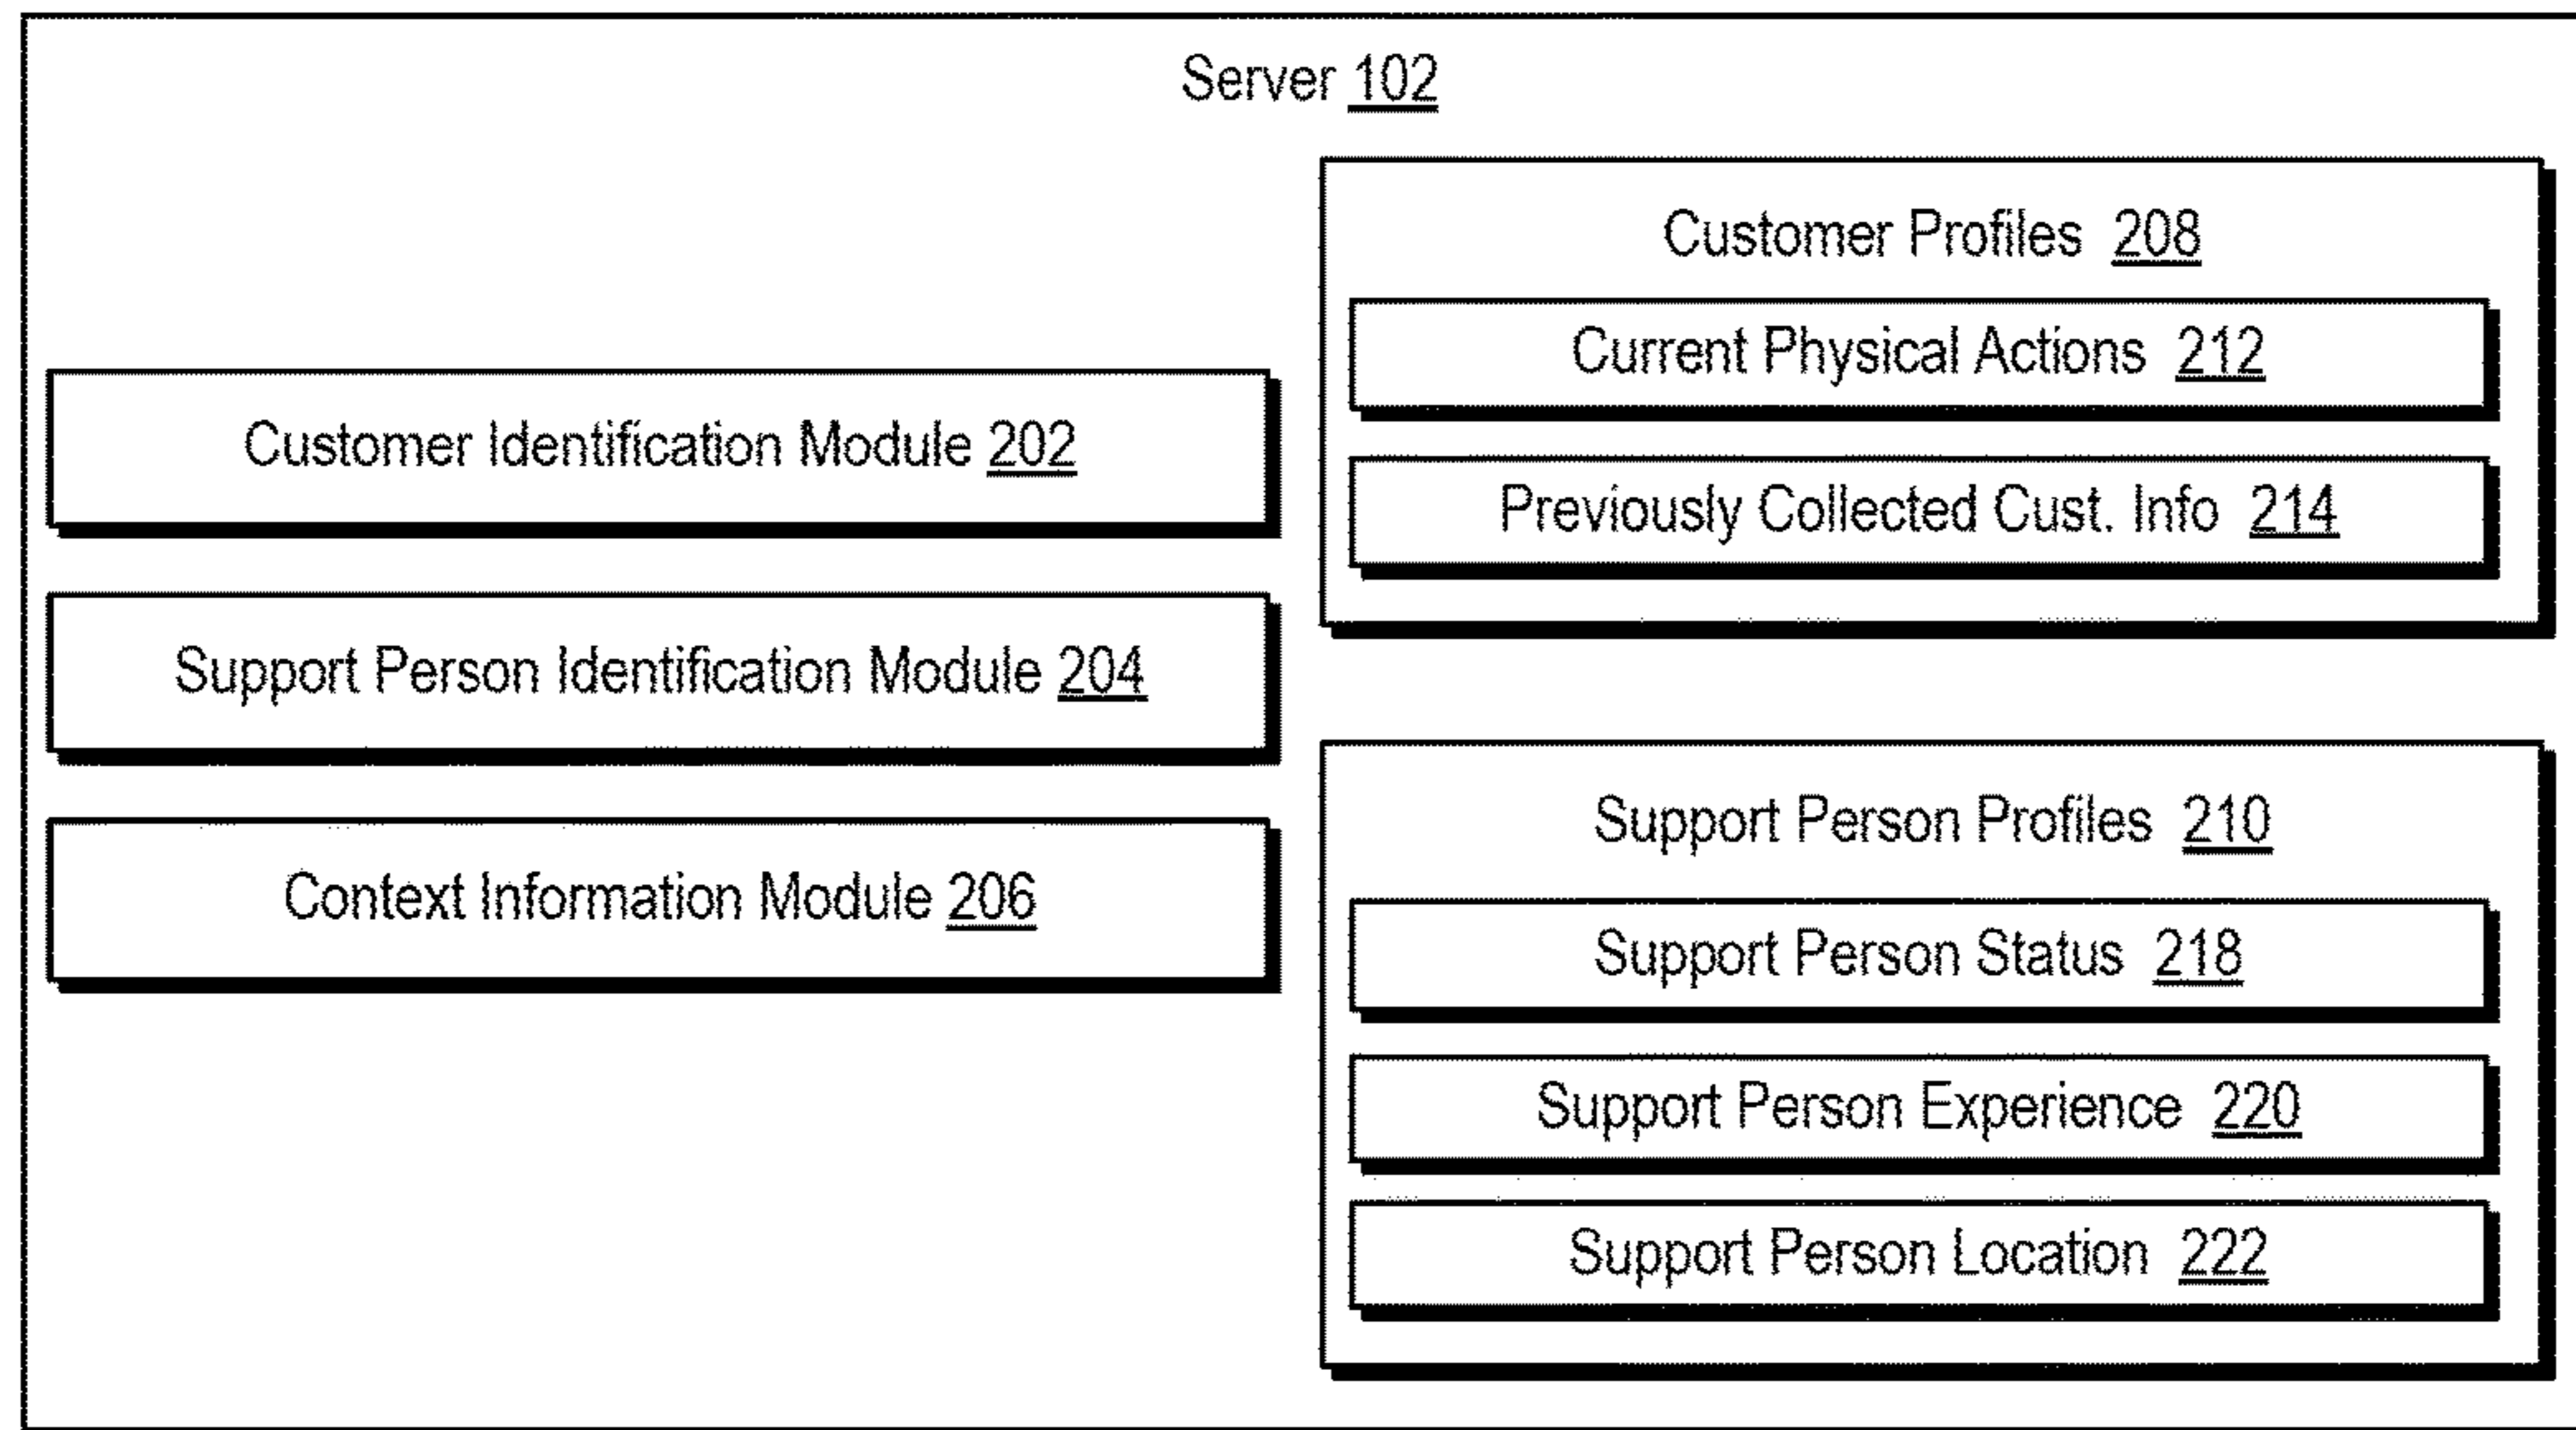 Server 102
Customer Identification Module 202
Support Person Identification Module 204
Context Information Module 206
Customer Profiles 208
Current Physical Actions 212
Previously Collected Cust. Info 214
Support Person Profiles 210
Support Person Status 218
Support Person Experience 220
Support Person Location 222